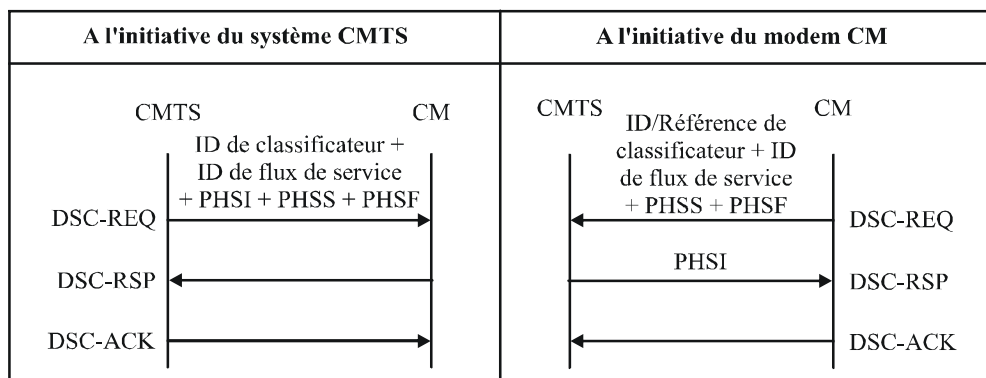 A l'initiative du système CMTS
A l'initiative du modem CM
CMTS
CM
ID de classificateur +
ID de flux de service
+ PHSI + PHSS + PHSF
DSC-REQ
DSC-RSP
DSC-ACK
CMTS
CM
ID/Référence de
classificateur + ID
de flux de service
+ PHSS + PHSF
DSC-REQ
PHSI
DSC-RSP
DSC-ACK